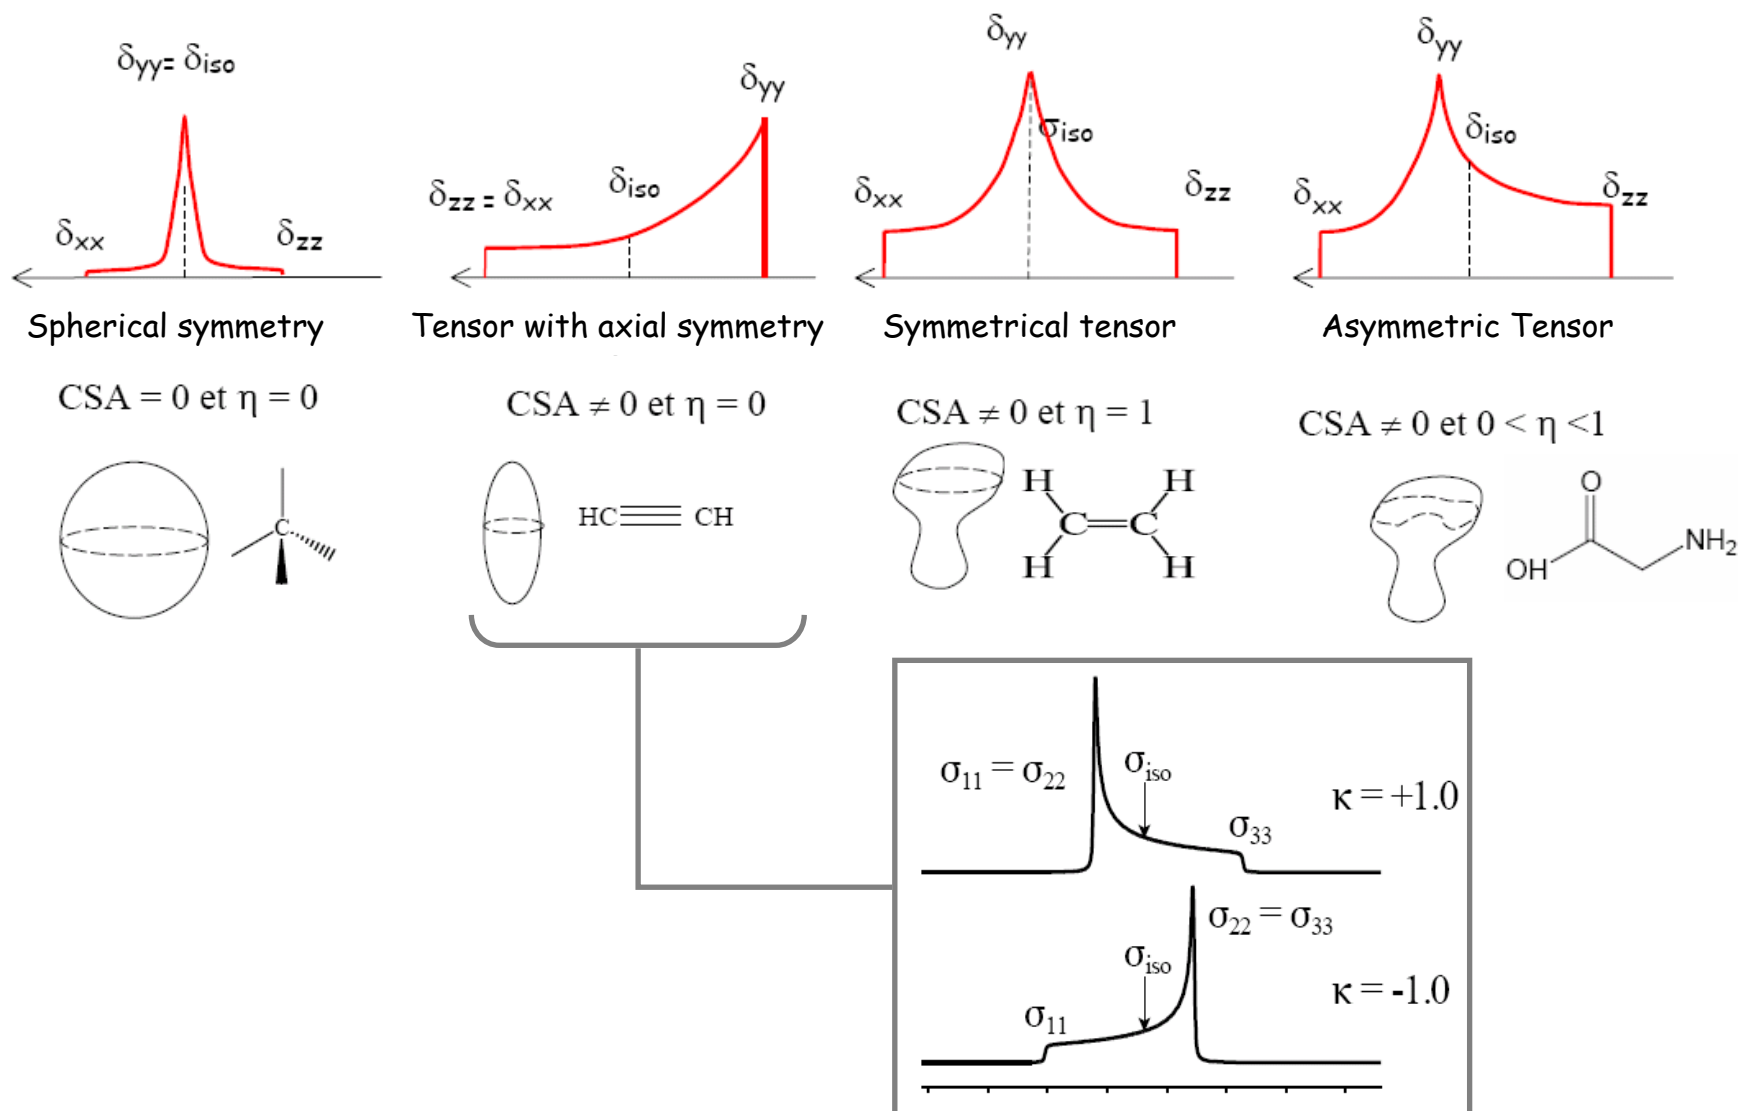 δyy= δiso
δxx
δzz
δzz = δxx
δiso
δyy
δxx
δyy
σiso
δzz
δxx
δyy
δiso
δzz
Spherical symmetry
Tensor with axial symmetry
Symmetrical tensor
Asymmetric Tensor
CSA = 0 et η = 0
CSA ≠ 0 et η = 0
CSA ≠ 0 et η = 1
CSA ≠ 0 et 0 < η <1
C
HC CH
H H
C C
H H
O
OH
NH2
σ11 = σ22
σiso
σ33
κ = +1.0
σ22 = σ33
σiso
σ11
κ = -1.0